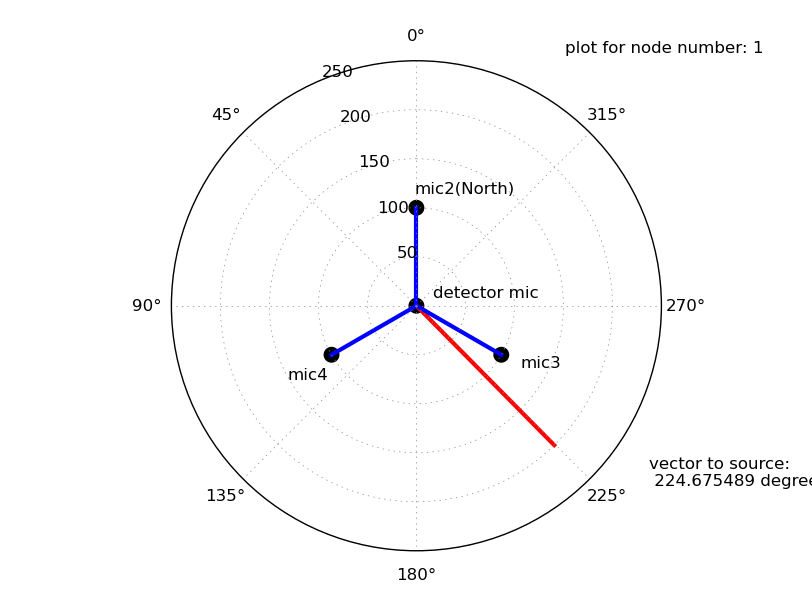 0°
plot for node number: 1
250
45°
315°
200
150
mic2(North)
100
50
detector mic
90°
270°
mic3
mic4
vector to source:
224.675489 degree
135°
225°
180°